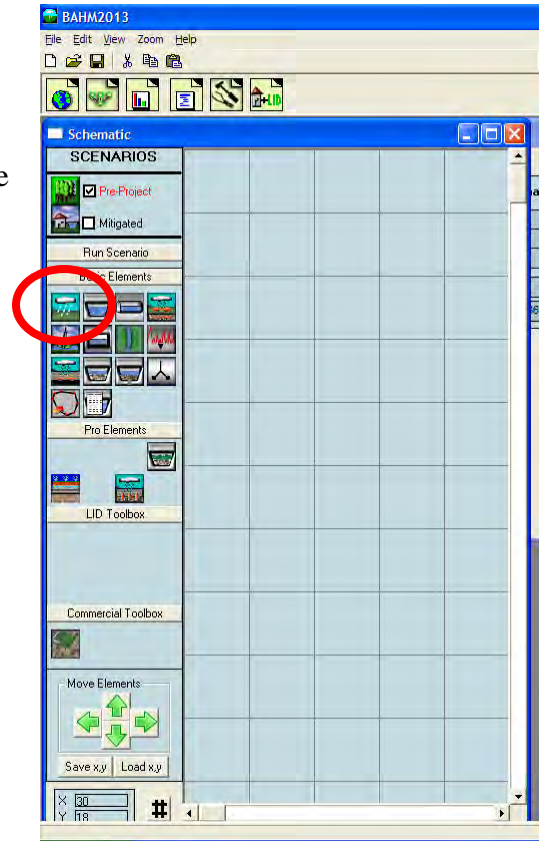 BAHM2013
File Edit View Zoom Help
+LID
Schematic
SCENARIOS
e
Pre-Project
a
Mitigated
Run Scenario
Basic Elements
Pro Elements
LID Toolbox
Commercial Toolbox
Move Elements
Save x,y Load x,y
X 30
Y 18
#